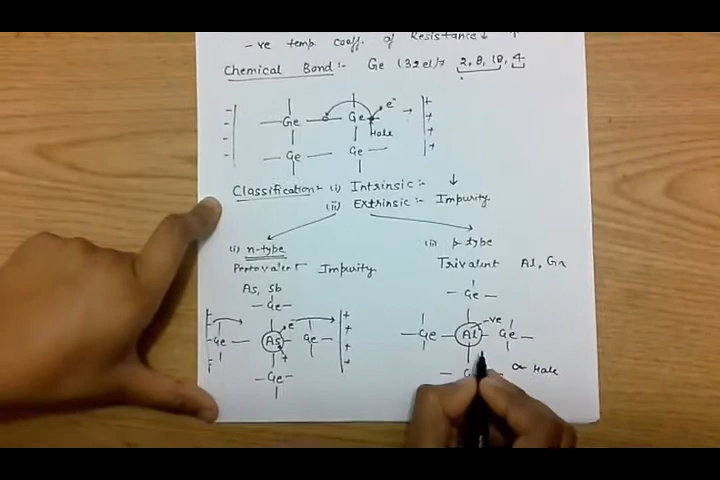 -ve temp coeff. of Resistance ↓ ↑
Chemical Bond :- Ge (32el) → 2, 8, 18, 4
- +
- Ge Ge e⁻ → +
- Hole +
- Ge Ge +
Classification:- (i) Intrinsic :- ↓
(ii) Extrinsic :- Impurity
(i) n-type (ii) p-type
Pentavalent Impurity Trivalent Al, Ga
As, Sb
Ge Ge
Ge As e⁻ Ge + Ge Al -ve Ge
+
Ge G or Hole